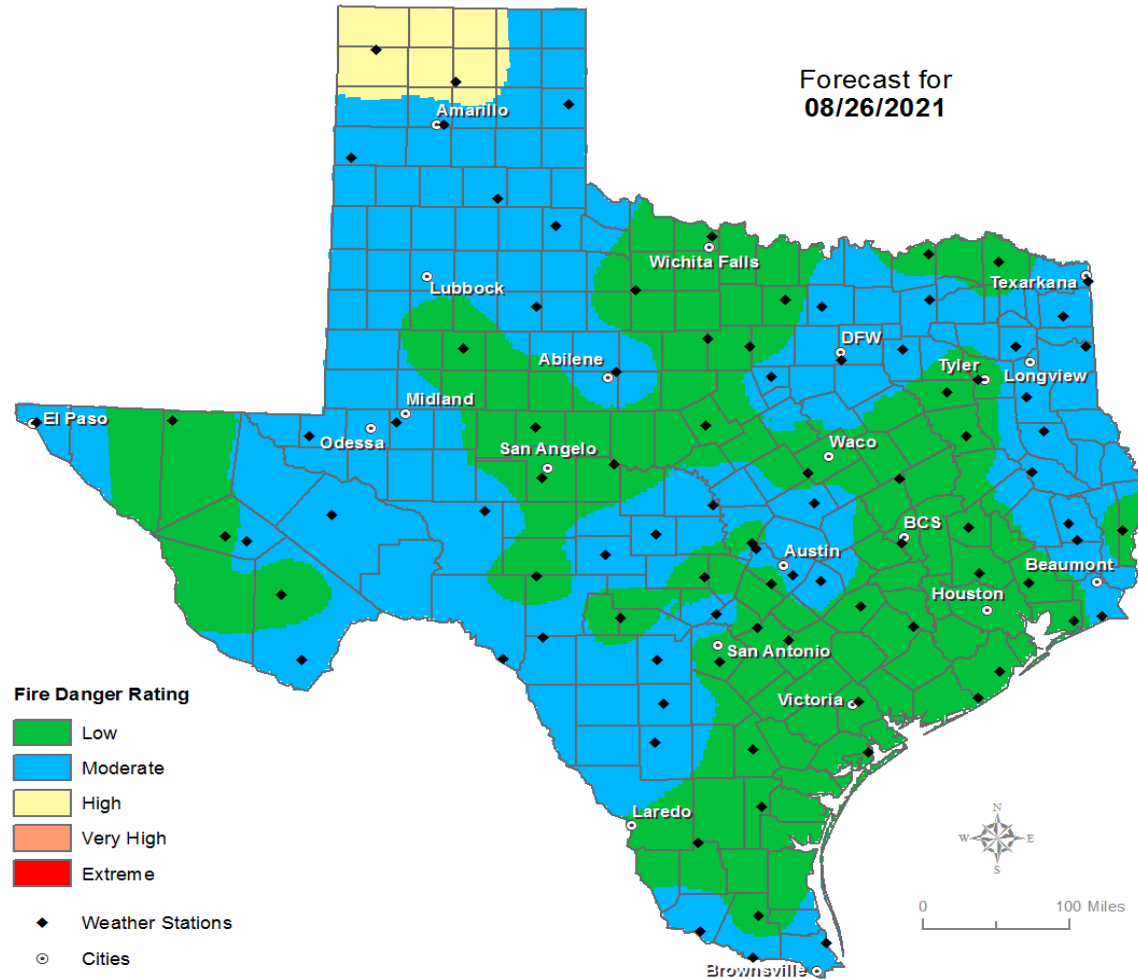 Forecast for
08/26/2021
Amarillo
Wichita Falls
Lubbock
Texarkana
DFW
Abilene
Tyler
Longview
Midland
El Paso
Odessa
Waco
San Angelo
BCS
Austin
Beaumont
Houston
San Antonio
Victoria
Laredo
Brownsville
Fire Danger Rating
Low
Moderate
High
Very High
Extreme
Weather Stations
Cities
N
W E
S
0 100 Miles